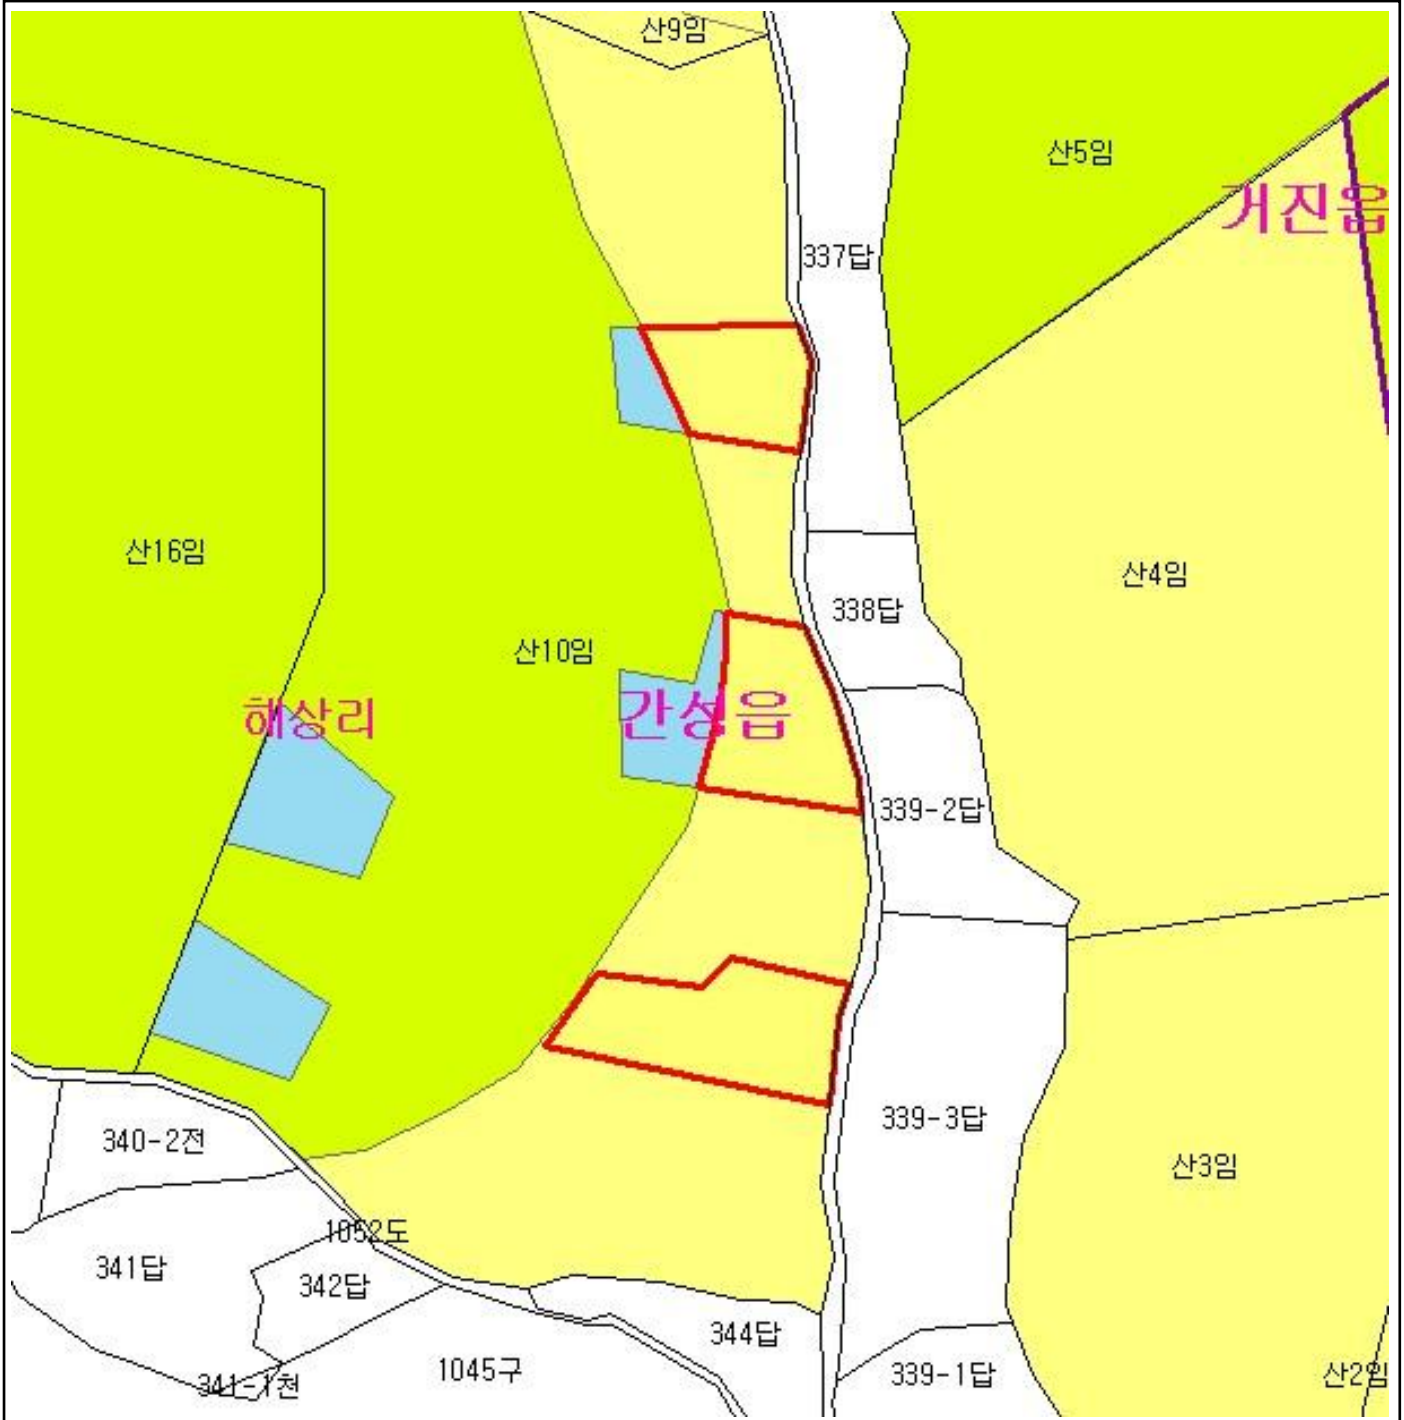 산9임
산5임
거진읍
337답
산16임
산4임
338답
산10임
해상리
간성읍
339-2답
339-3답
340-2전
산3임
1052도
341답
342답
344답
1045구
339-1답
산2임
341-1천